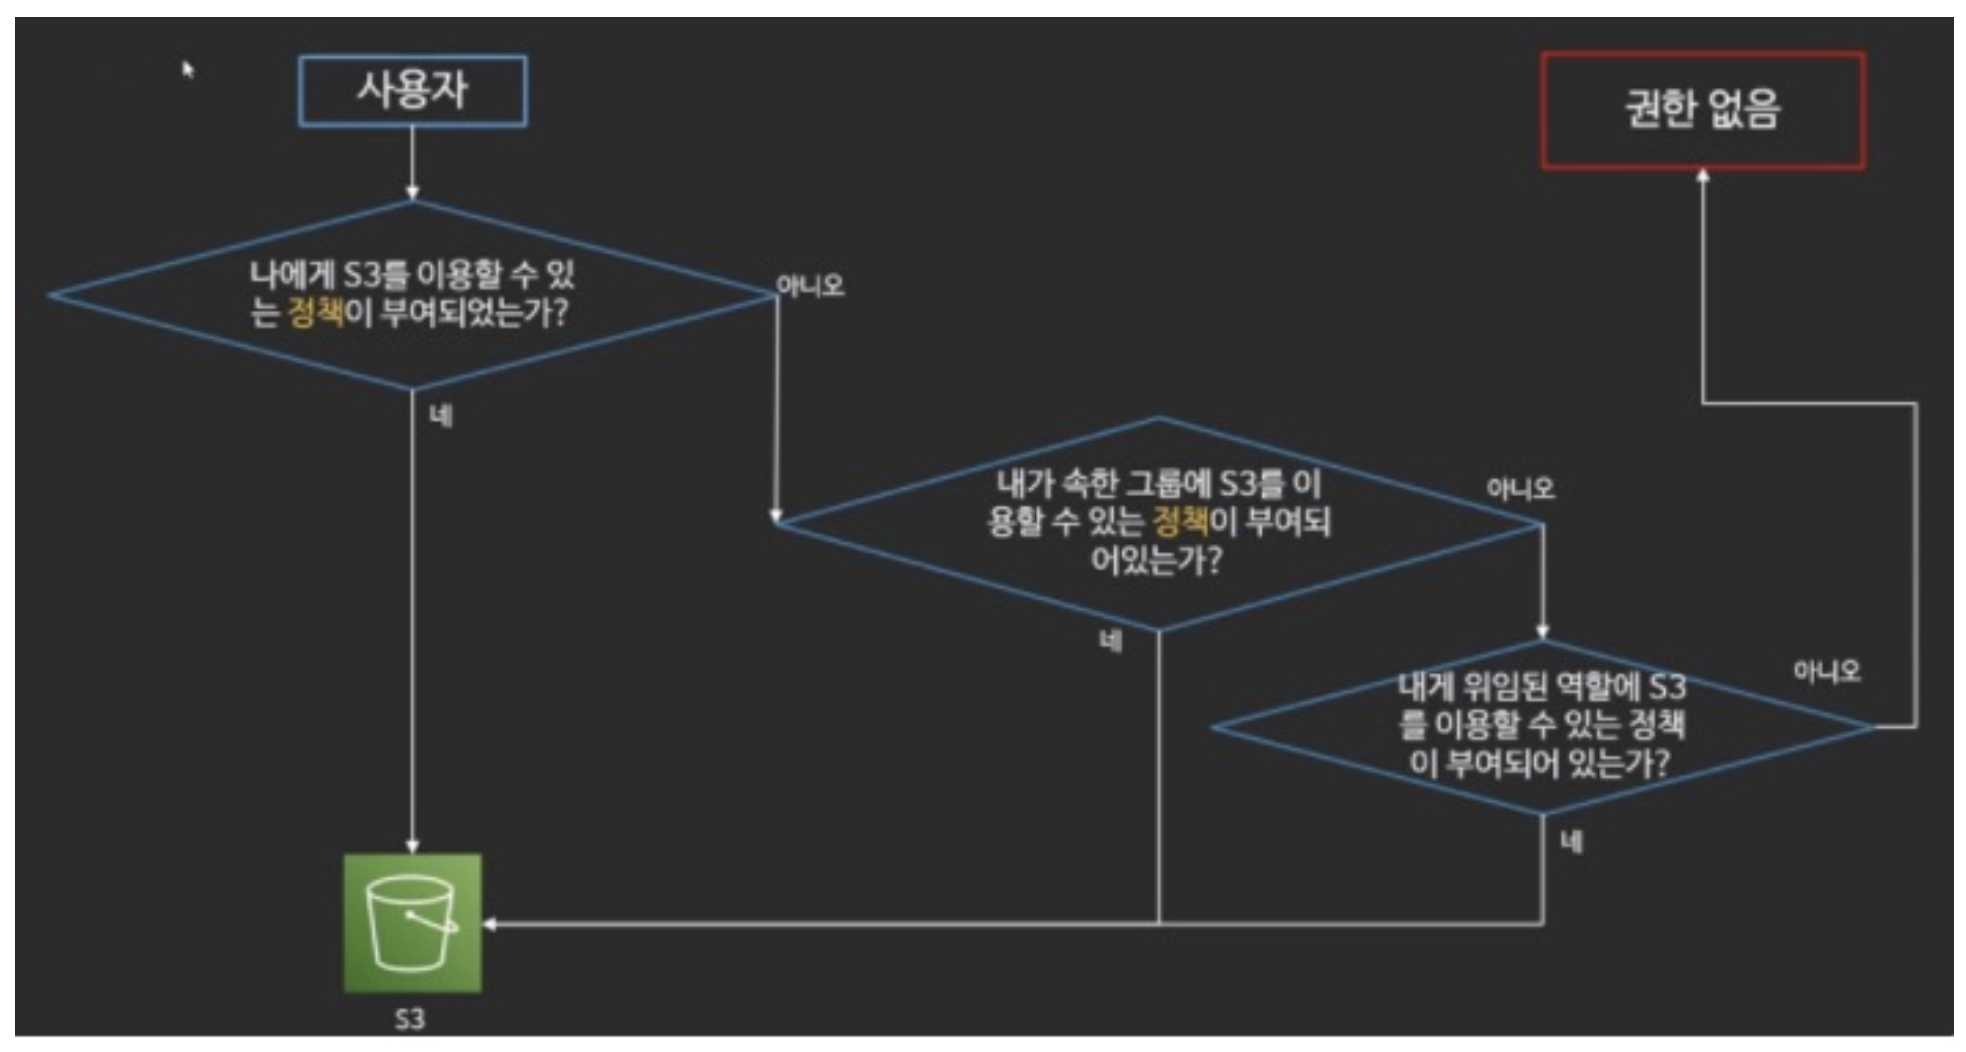 사용자
권한 없음
나에게 S3를 이용할 수 있
는 정책이 부여되었는가?
아니오
네
내가 속한 그룹에 S3를 이
용할 수 있는 정책이 부여되
어있는가?
아니오
네
내게 위임된 역할에 S3
를 이용할 수 있는 정책
이 부여되어 있는가?
아니오
네
S3